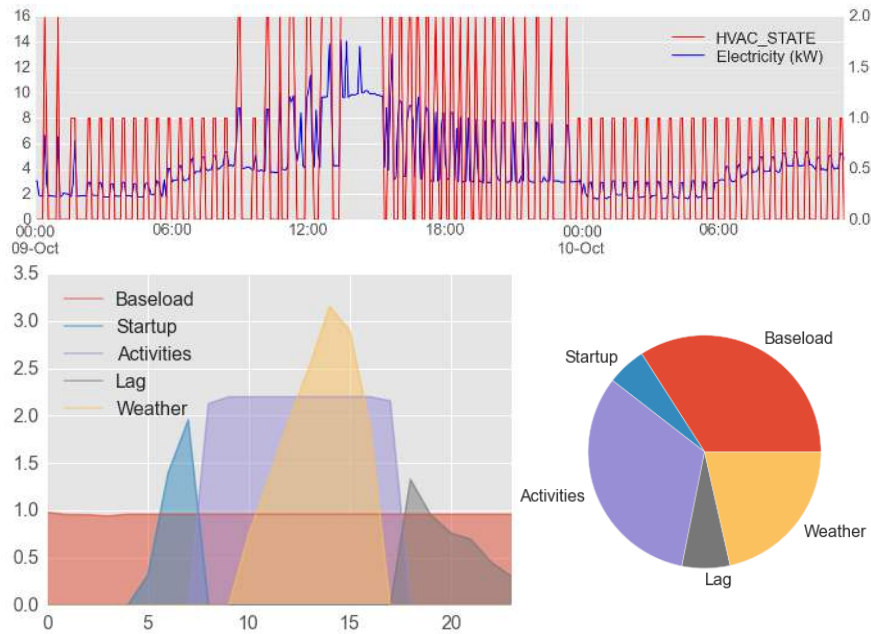 16
14
12
10
8
6
4
2
0
2.0
1.5
1.0
0.5
0.0
HVAC_STATE
Electricity (kW)
00:00
09-Oct
06:00
12:00
18:00
00:00
10-Oct
06:00
3.5
3.0
2.5
2.0
1.5
1.0
0.5
0.0
Baseload
Startup
Activities
Lag
Weather
0
5
10
15
20
Baseload
Startup
Activities
Weather
Lag